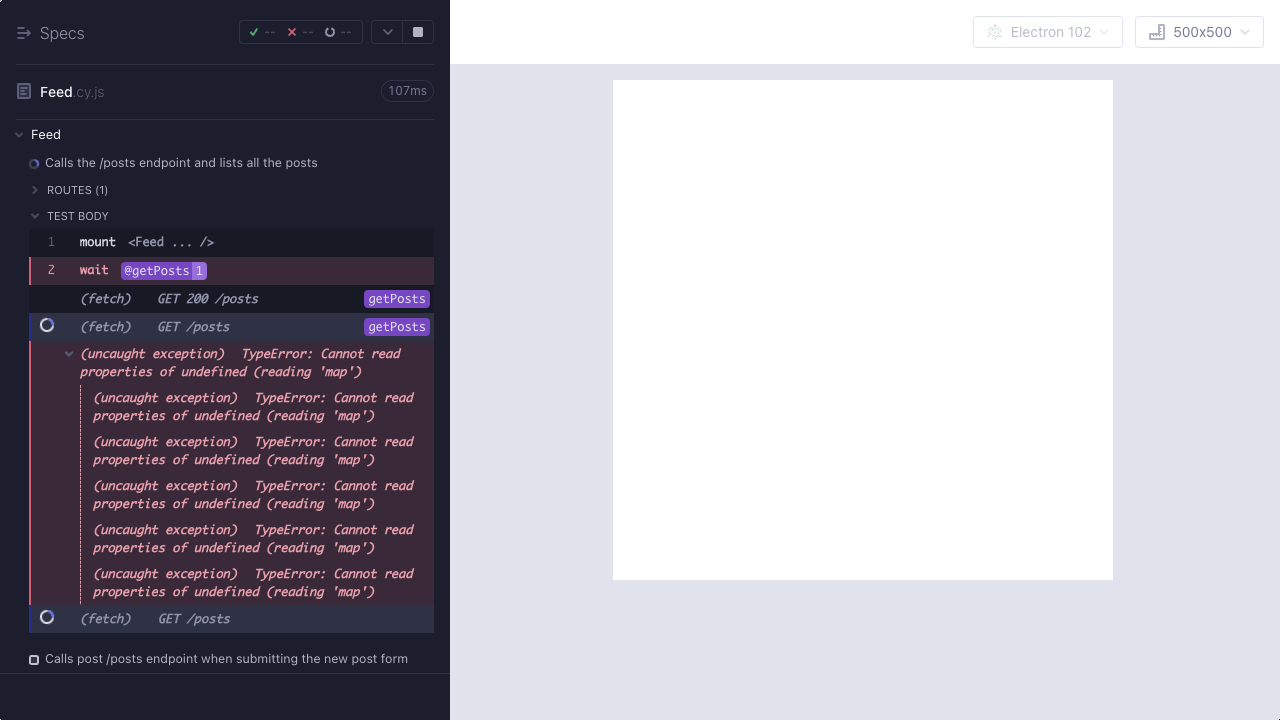 Specs
-- -- --
Electron 102
500x500
Feed.cy.js
107ms
Feed
Calls the /posts endpoint and lists all the posts
ROUTES (1)
TEST BODY
1 mount <Feed ... />
2 wait @getPosts 1
(fetch) GET 200 /posts getPosts
(fetch) GET /posts getPosts
(uncaught exception) TypeError: Cannot read
properties of undefined (reading 'map')
(uncaught exception) TypeError: Cannot read
properties of undefined (reading 'map')
(uncaught exception) TypeError: Cannot read
properties of undefined (reading 'map')
(uncaught exception) TypeError: Cannot read
properties of undefined (reading 'map')
(uncaught exception) TypeError: Cannot read
properties of undefined (reading 'map')
(uncaught exception) TypeError: Cannot read
properties of undefined (reading 'map')
(fetch) GET /posts
Calls post /posts endpoint when submitting the new post form